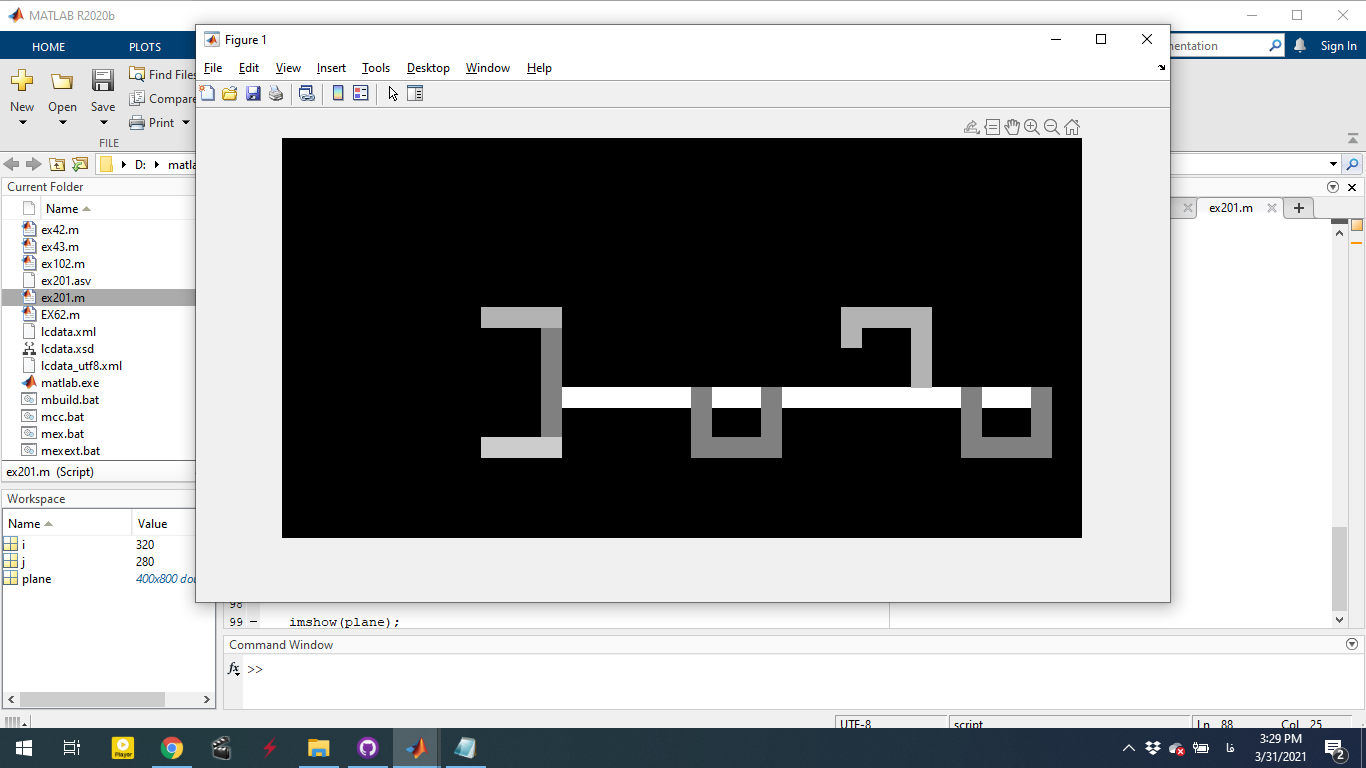 MATLAB R2020b
Figure 1
HOME PLOTS
entation
Sign In
File Edit View Insert Tools Desktop Window Help
New Open Save
Find Files
Compare
Print
FILE
D: matla
Current Folder
Name
ex201.m
ex42.m
ex43.m
ex102.m
ex201.asv
ex201.m
EX62.m
lcdata.xml
lcdata.xsd
lcdata_utf8.xml
matlab.exe
mbuild.bat
mcc.bat
mex.bat
mexext.bat
ex201.m (Script)
Workspace
Name Value
i 320
j 280
plane 400x800 dou
98
99 imshow(plane);
Command Window
fx >>
UTF-8 script Ln 88 Col 25
Player
فا
3:29 PM
3/31/2021
2